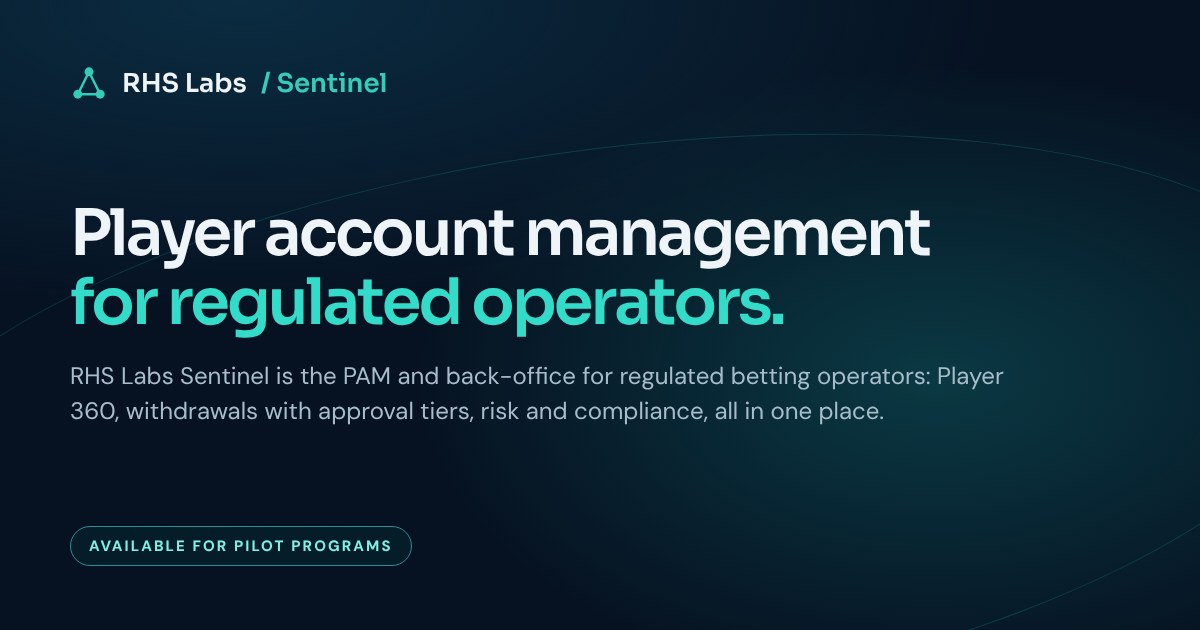 RHS Labs / Sentinel
Player account management
for regulated operators.
RHS Labs Sentinel is the PAM and back-office for regulated betting operators: Player
360, withdrawals with approval tiers, risk and compliance, all in one place.
AVAILABLE FOR PILOT PROGRAMS